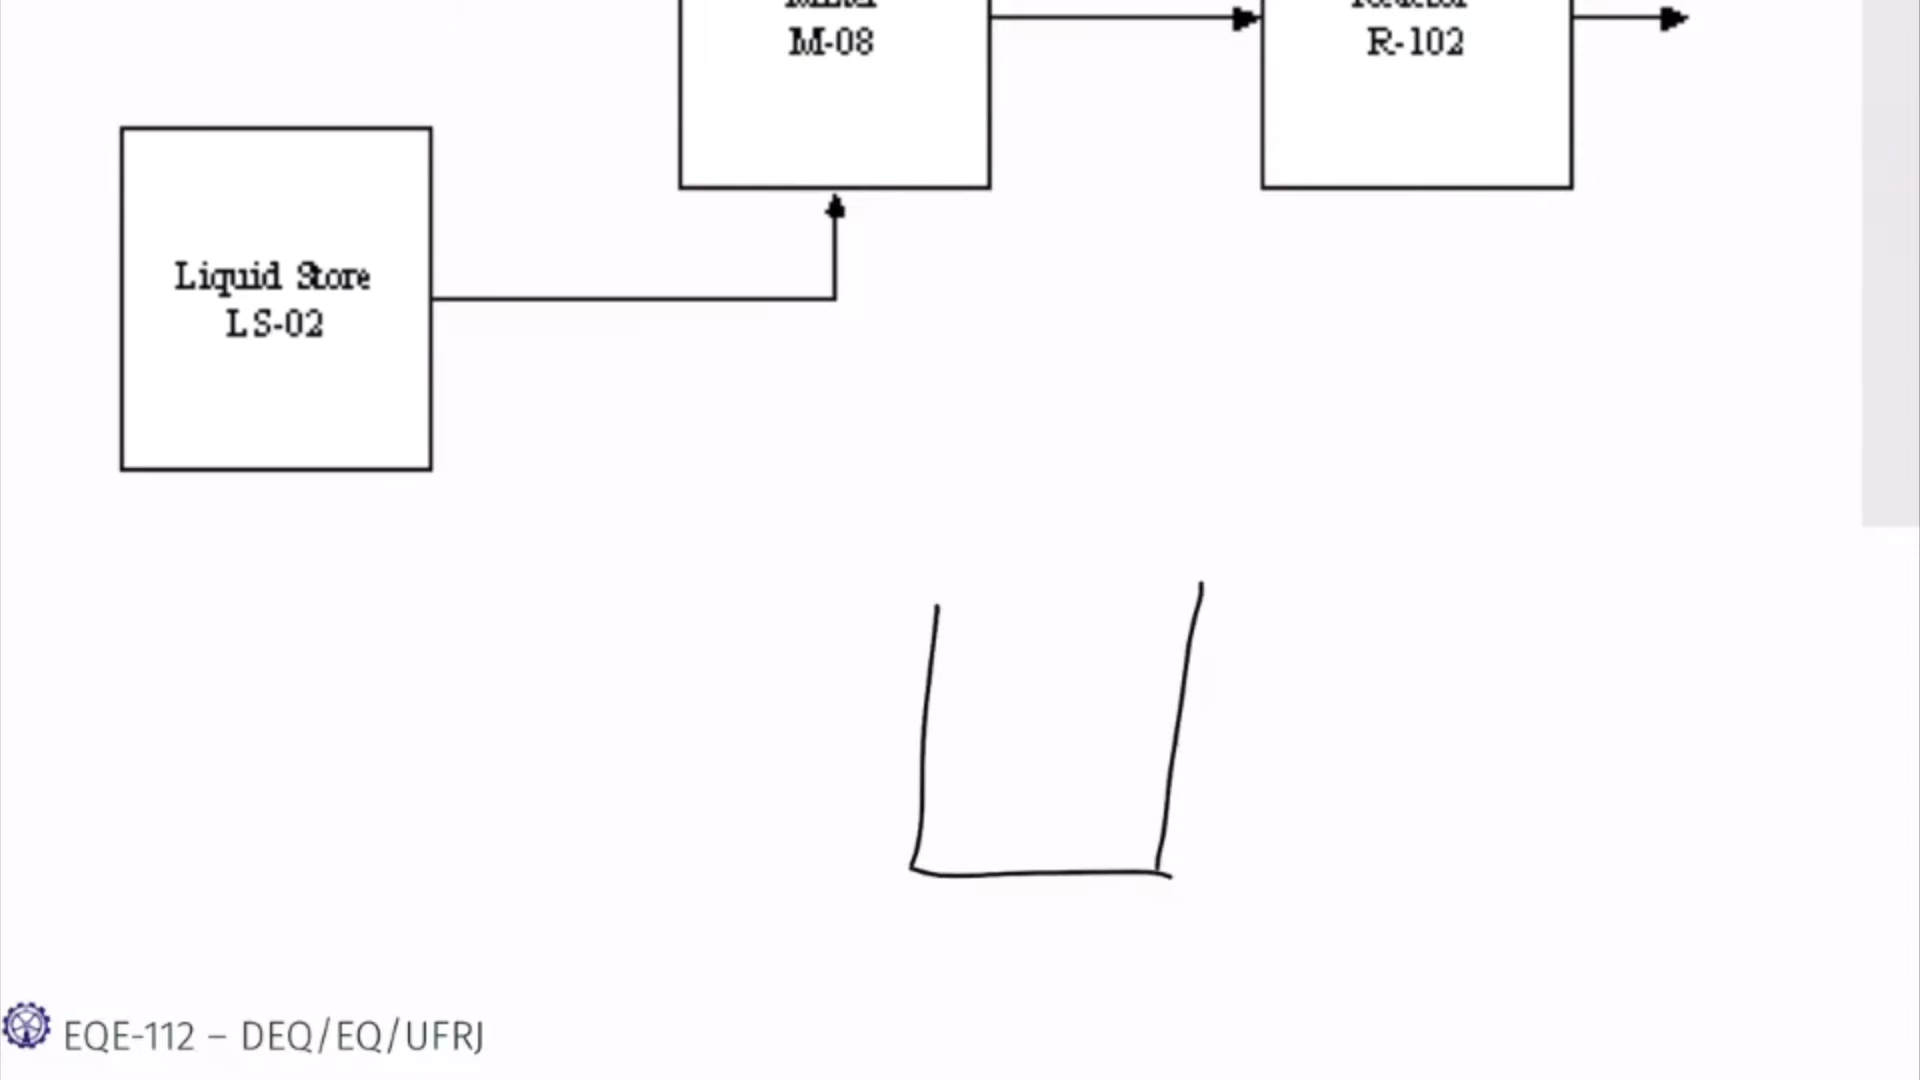 M-08
R-102
Liquid Store
LS-02
EQE-112 – DEQ/EQ/UFRJ